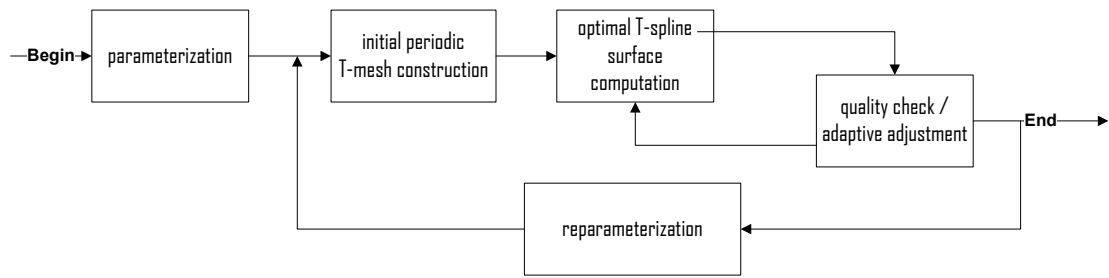 Begin
parameterization
initial periodic
T-mesh construction
optimal T-spline
surface
computation
quality check /
adaptive adjustment
End
reparameterization